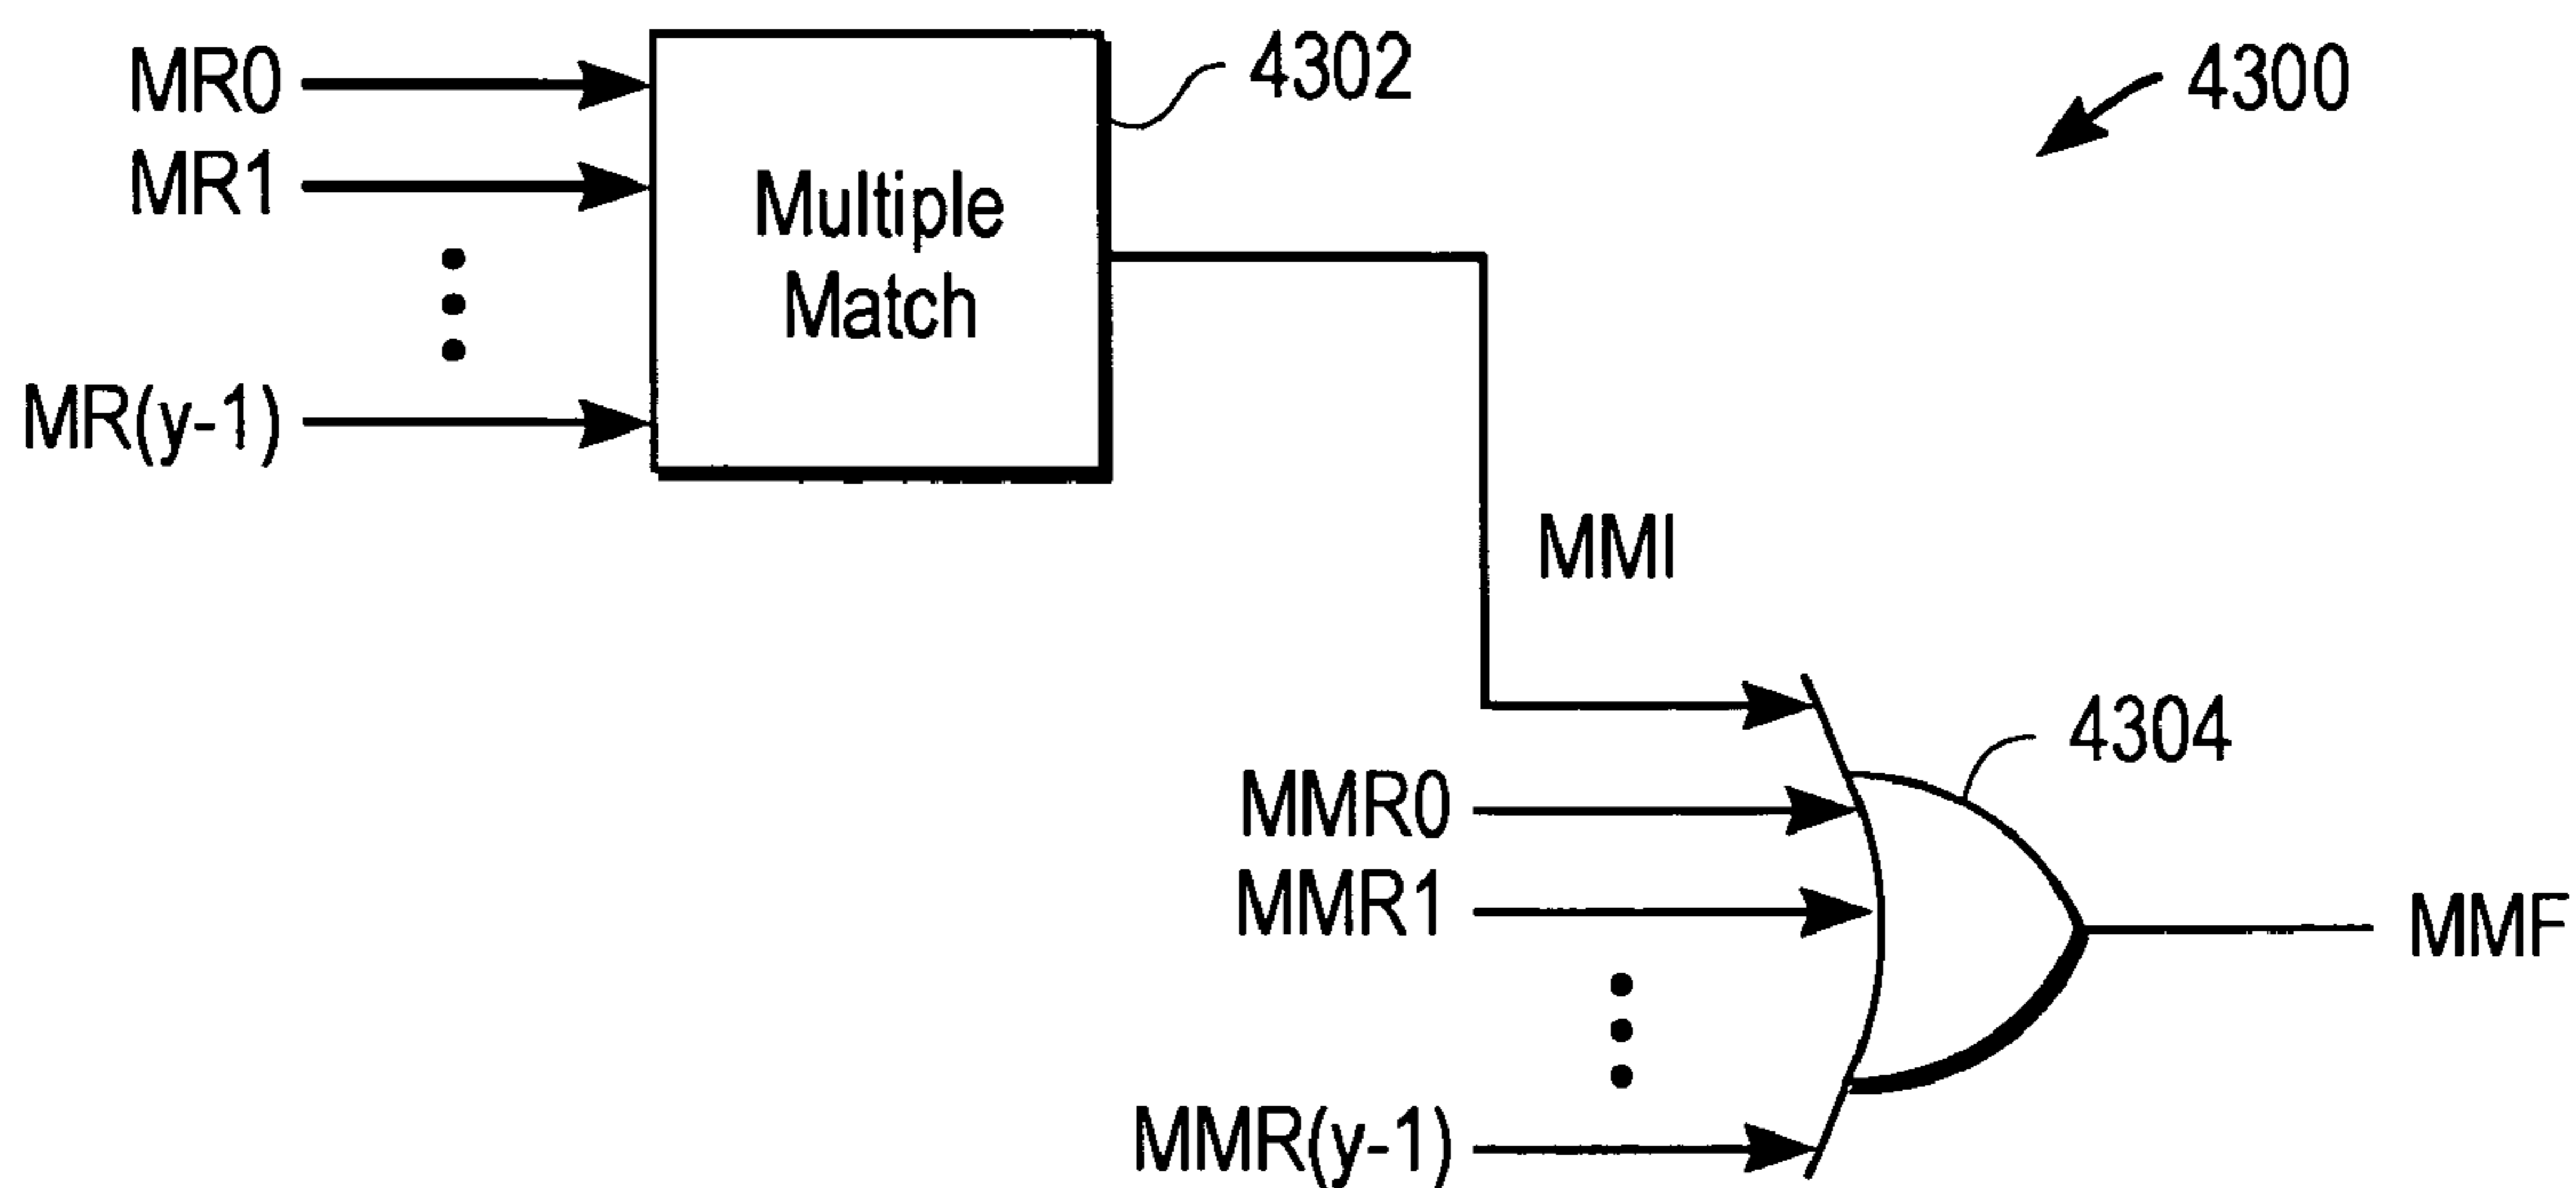 MR0
4302
4300
MR1
Multiple
Match
MR(y-1)
MMI
4304
MMR0
MMR1
MMF
MMR(y-1)